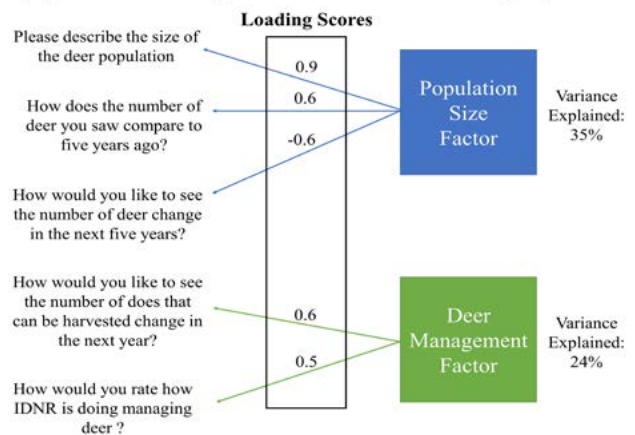 Loading Scores
Please describe the size of
the deer population
0.9
How does the number of
deer you saw compare to
five years ago?
0.6
-0.6
How would you like to see
the number of deer change
in the next five years?
Population
Size
Factor
Variance
Explained:
35%
How would you like to see
the number of does that
can be harvested change in
the next year?
0.6
0.5
How would you rate how
IDNR is doing managing
deer ?
Deer
Management
Factor
Variance
Explained:
24%